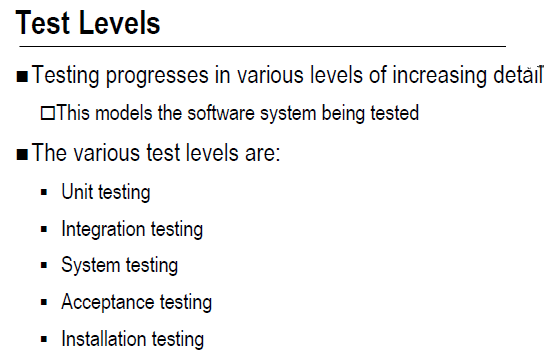 Test Levels
Testing progresses in various levels of increasing detail
This models the software system being tested
The various test levels are:
Unit testing
Integration testing
System testing
Acceptance testing
Installation testing